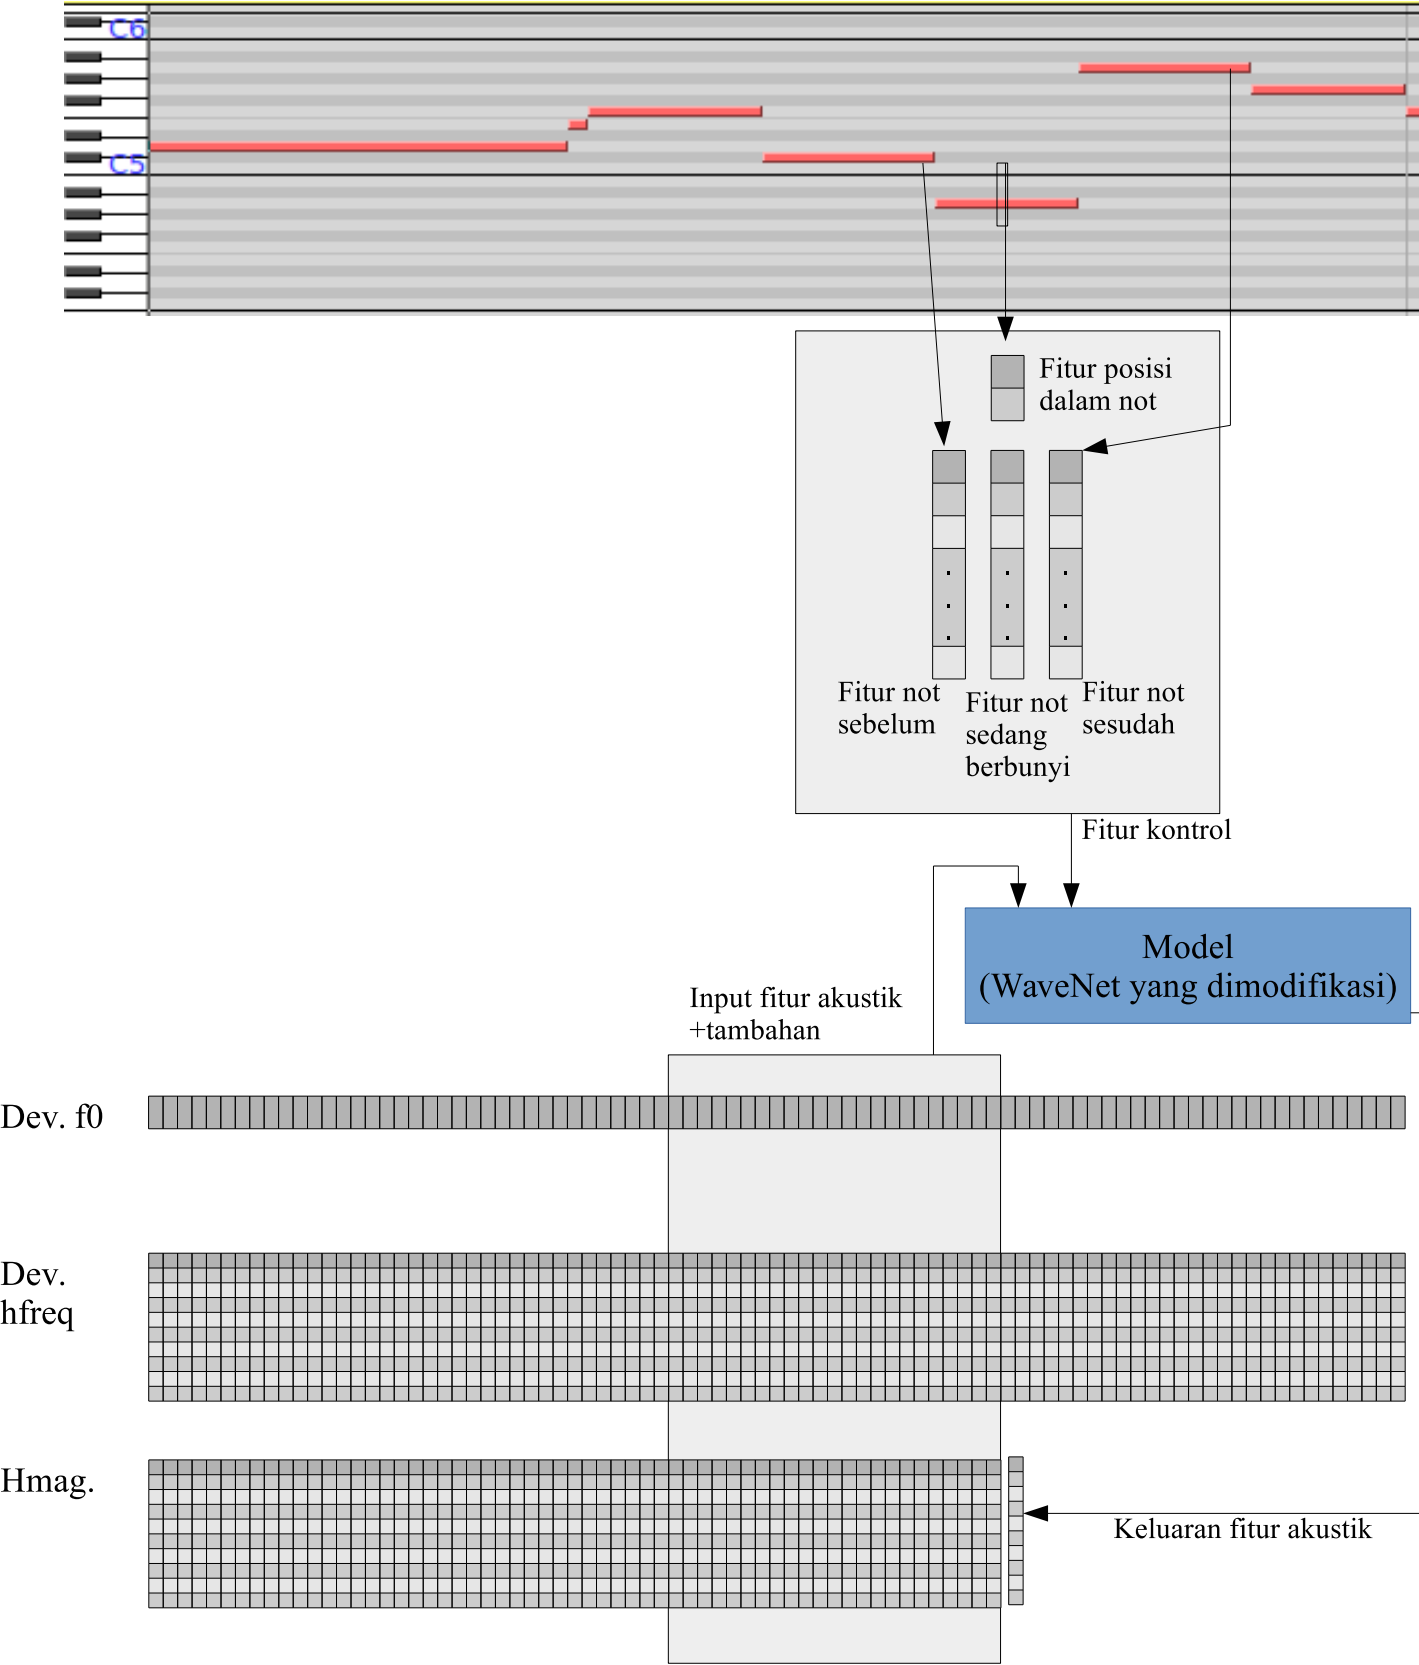 C6
C5
Fitur posisi
dalam not
Fitur not
sebelum
Fitur not
sedang
berbunyi
Fitur not
sesudah
Fitur kontrol
Model
(WaveNet yang dimodifikasi)
Input fitur akustik
+tambahan
Dev. f0
Dev.
hfreq
Hmag.
Keluaran fitur akustik